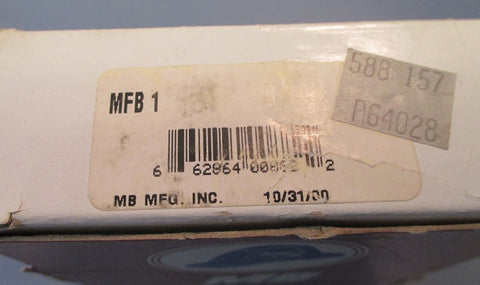 MFB 1
588 157
P64028
6 62864 00862 2
MB MFG. INC. 10/31/00